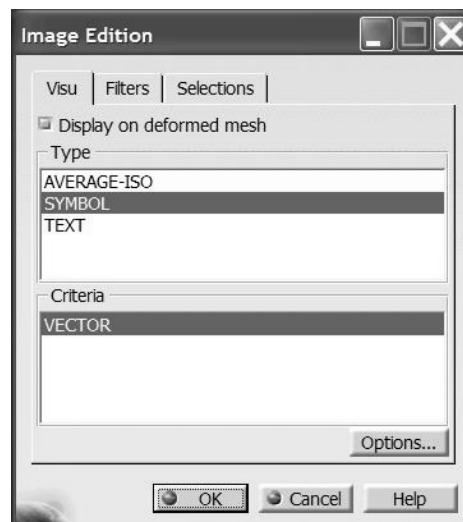 Image Edition
Visu Filters Selections
Display on deformed mesh
Type
AVERAGE-ISO
SYMBOL
TEXT
Criteria
VECTOR
Options...
OK Cancel Help